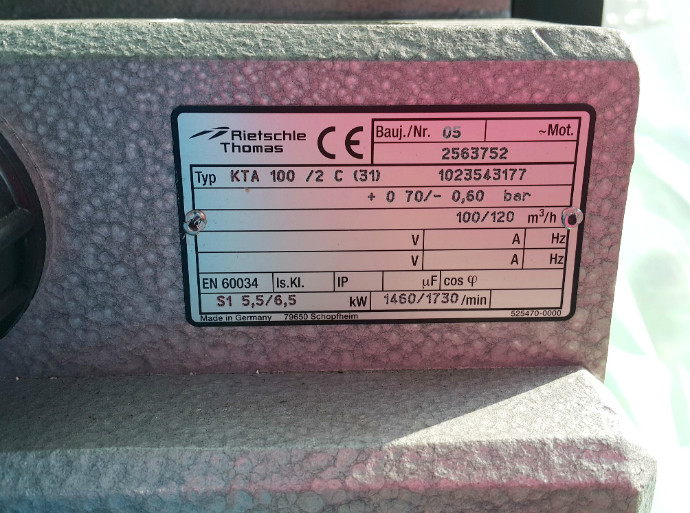 Rietschle
Thomas
CE
Bauj./Nr. 05 ~Mot.
2563752
Typ KTA 100 /2 C (31) 1023543177
+ 0 70/- 0,60 bar
100/120 m³/h
V A Hz
V A Hz
EN 60034 Is.Kl. IP µF cos φ
S1 5,5/6,5 kW 1460/1730 /min
Made in Germany 79650 Schopfheim 525470-0000